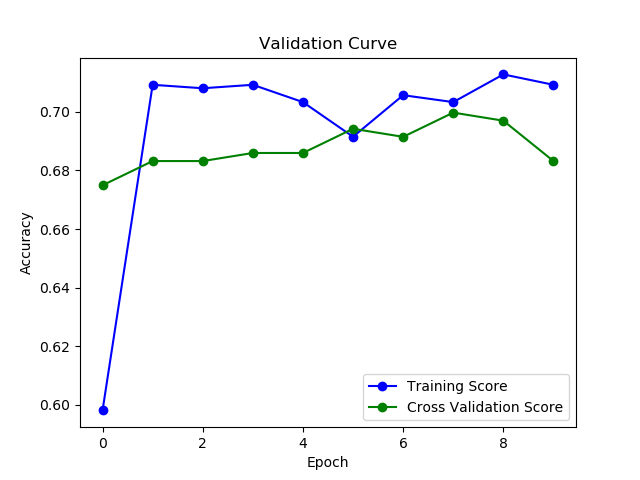 Validation Curve
Accuracy
0.70
0.68
0.66
0.64
0.62
0.60
0 2 4 6 8
Epoch
Training Score
Cross Validation Score